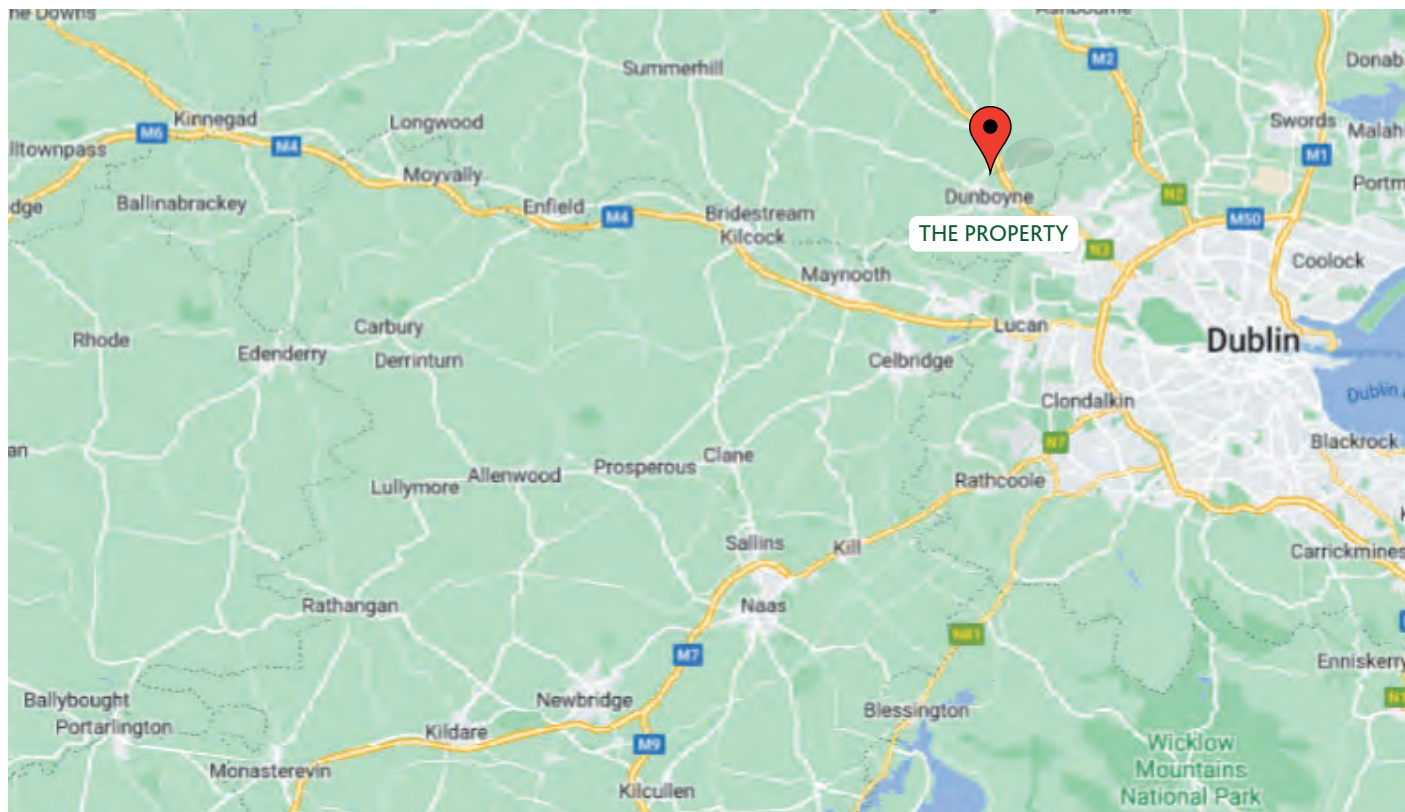 Summerhill
M2
Donab
Kinnegad
Longwood
Swords
M6
M4
Malah
illtownpass
M1
Moyvally
Portm
Dunboyne
N2
Ballinabrackey
Enfield
M4
Bridestream
M50
dge
Kilcock
THE PROPERTY
N3
Coolock
Maynooth
Lucan
Carbury
Rhode
Dublin
Edenderry
Derrinturn
Celbridge
Dublin
Clondalkin
N7
Blackrock
an
Clane
Prosperous
Allenwood
Lullymore
Rathcoole
Sallins
Kill
Carrickmines
Rathangan
Naas
N81
M7
Enniskerry
Ballybought
Newbridge
N1
Portarlington
Kildare
Blessington
M9
Wicklow
Mountains
National Park
Monasterevin
Kilcullen